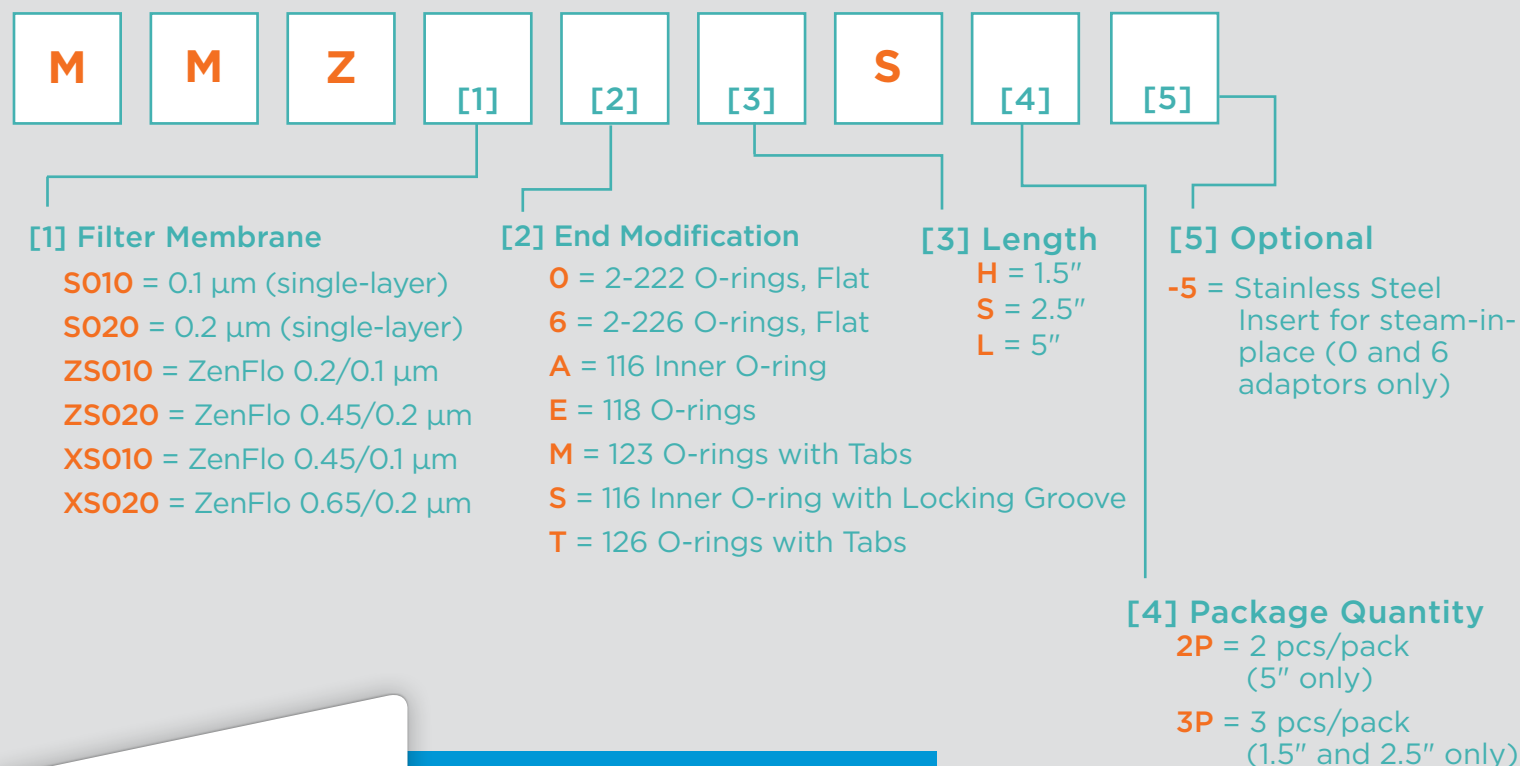 M M Z [1] [2] [3] S [4] [5]
[1] Filter Membrane
S010 = 0.1 µm (single-layer)
S020 = 0.2 µm (single-layer)
ZS010 = ZenFlo 0.2/0.1 µm
ZS020 = ZenFlo 0.45/0.2 µm
XS010 = ZenFlo 0.45/0.1 µm
XS020 = ZenFlo 0.65/0.2 µm
[2] End Modification
0 = 2-222 O-rings, Flat
6 = 2-226 O-rings, Flat
A = 116 Inner O-ring
E = 118 O-rings
M = 123 O-rings with Tabs
S = 116 Inner O-ring with Locking Groove
T = 126 O-rings with Tabs
[3] Length
H = 1.5"
S = 2.5"
L = 5"
[5] Optional
-5 = Stainless Steel
Insert for steam-in-
place (0 and 6
adaptors only)
[4] Package Quantity
2P = 2 pcs/pack
(5" only)
3P = 3 pcs/pack
(1.5" and 2.5" only)